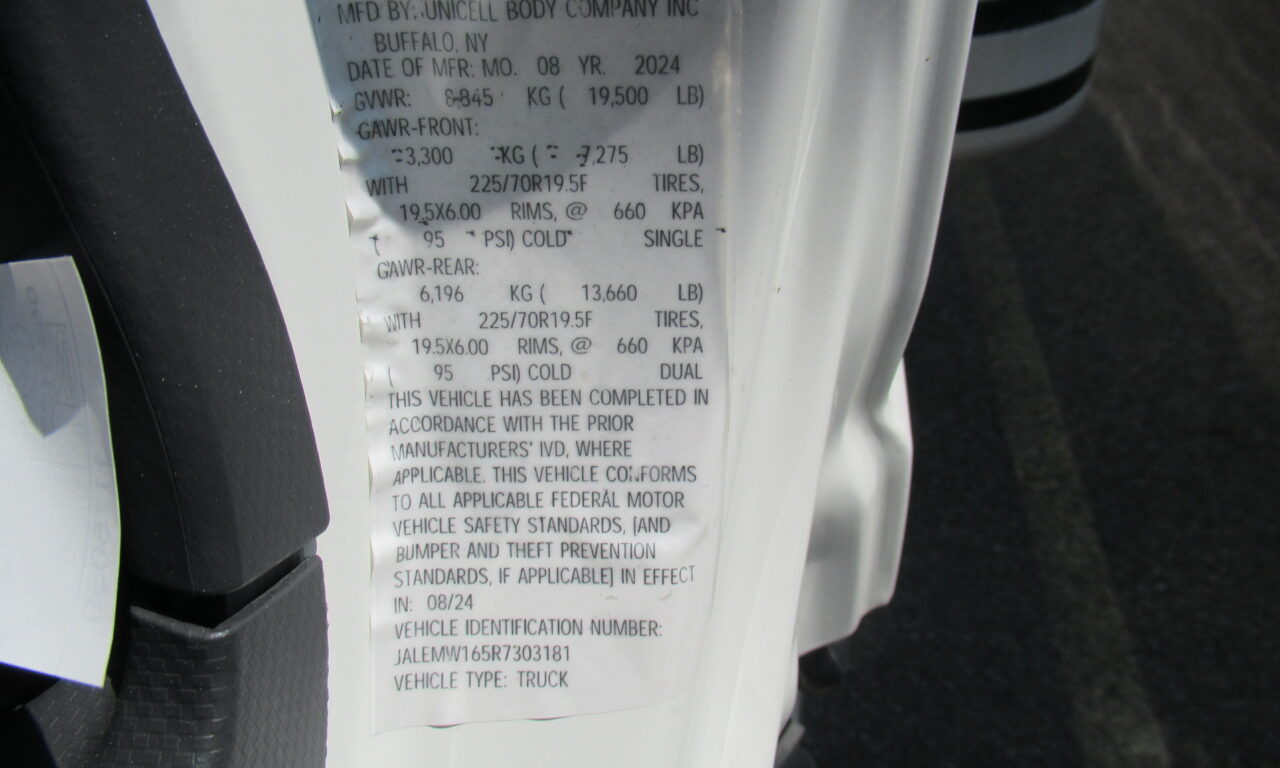 MFD BY: UNICELL BODY COMPANY INC
BUFFALO, NY
DATE OF MFR: MO. 08 YR. 2024
GVWR: 8,845 KG ( 19,500 LB)
GAWR-FRONT:
3,300 KG ( 7,275 LB)
WITH 225/70R19.5F TIRES,
19.5X6.00 RIMS, @ 660 KPA
( 95 PSI) COLD SINGLE
GAWR-REAR:
6,196 KG ( 13,660 LB)
WITH 225/70R19.5F TIRES,
19.5X6.00 RIMS, @ 660 KPA
( 95 PSI) COLD DUAL
THIS VEHICLE HAS BEEN COMPLETED IN
ACCORDANCE WITH THE PRIOR
MANUFACTURERS' IVD, WHERE
APPLICABLE. THIS VEHICLE CONFORMS
TO ALL APPLICABLE FEDERAL MOTOR
VEHICLE SAFETY STANDARDS, [AND
BUMPER AND THEFT PREVENTION
STANDARDS, IF APPLICABLE] IN EFFECT
IN: 08/24
VEHICLE IDENTIFICATION NUMBER:
JALEMW165R7303181
VEHICLE TYPE: TRUCK